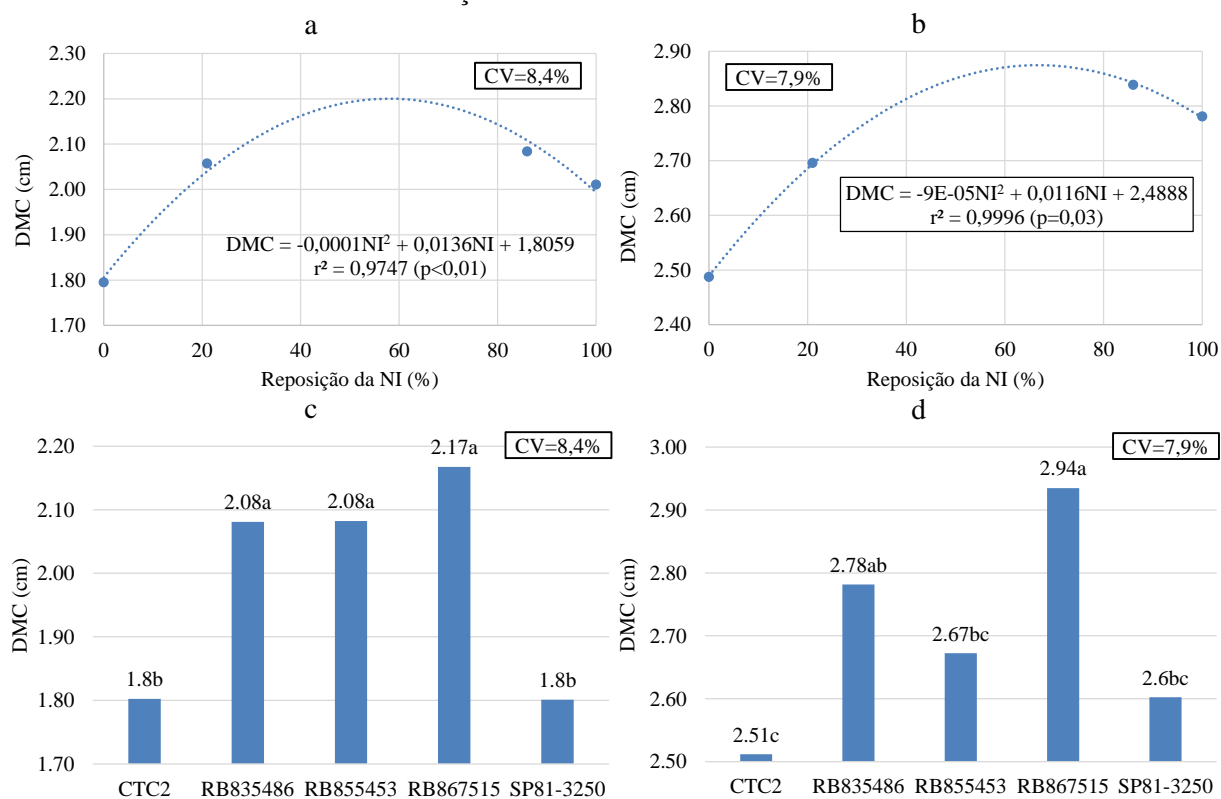 a
CV=8,4%
DMC (cm)
2.30
2.20
2.10
2.00
1.90
1.80
1.70
DMC = -0,0001NI² + 0,0136NI + 1,8059
r² = 0,9747 (p<0,01)
0 20 40 60 80 100
Reposição da NI (%)
b
CV=7,9%
DMC (cm)
2.90
2.80
2.70
2.60
2.50
2.40
DMC = -9E-05NI² + 0,0116NI + 2,4888
r² = 0,9996 (p=0,03)
0 20 40 60 80 100
Reposição da NI (%)
c
CV=8,4%
DMC (cm)
2.20
2.10
2.00
1.90
1.80
1.70
1.8b 2.08a 2.08a 2.17a 1.8b
CTC2 RB835486 RB855453 RB867515 SP81-3250
d
CV=7,9%
DMC (cm)
3.00
2.90
2.80
2.70
2.60
2.50
2.51c 2.78ab 2.67bc 2.94a 2.6bc
CTC2 RB835486 RB855453 RB867515 SP81-3250